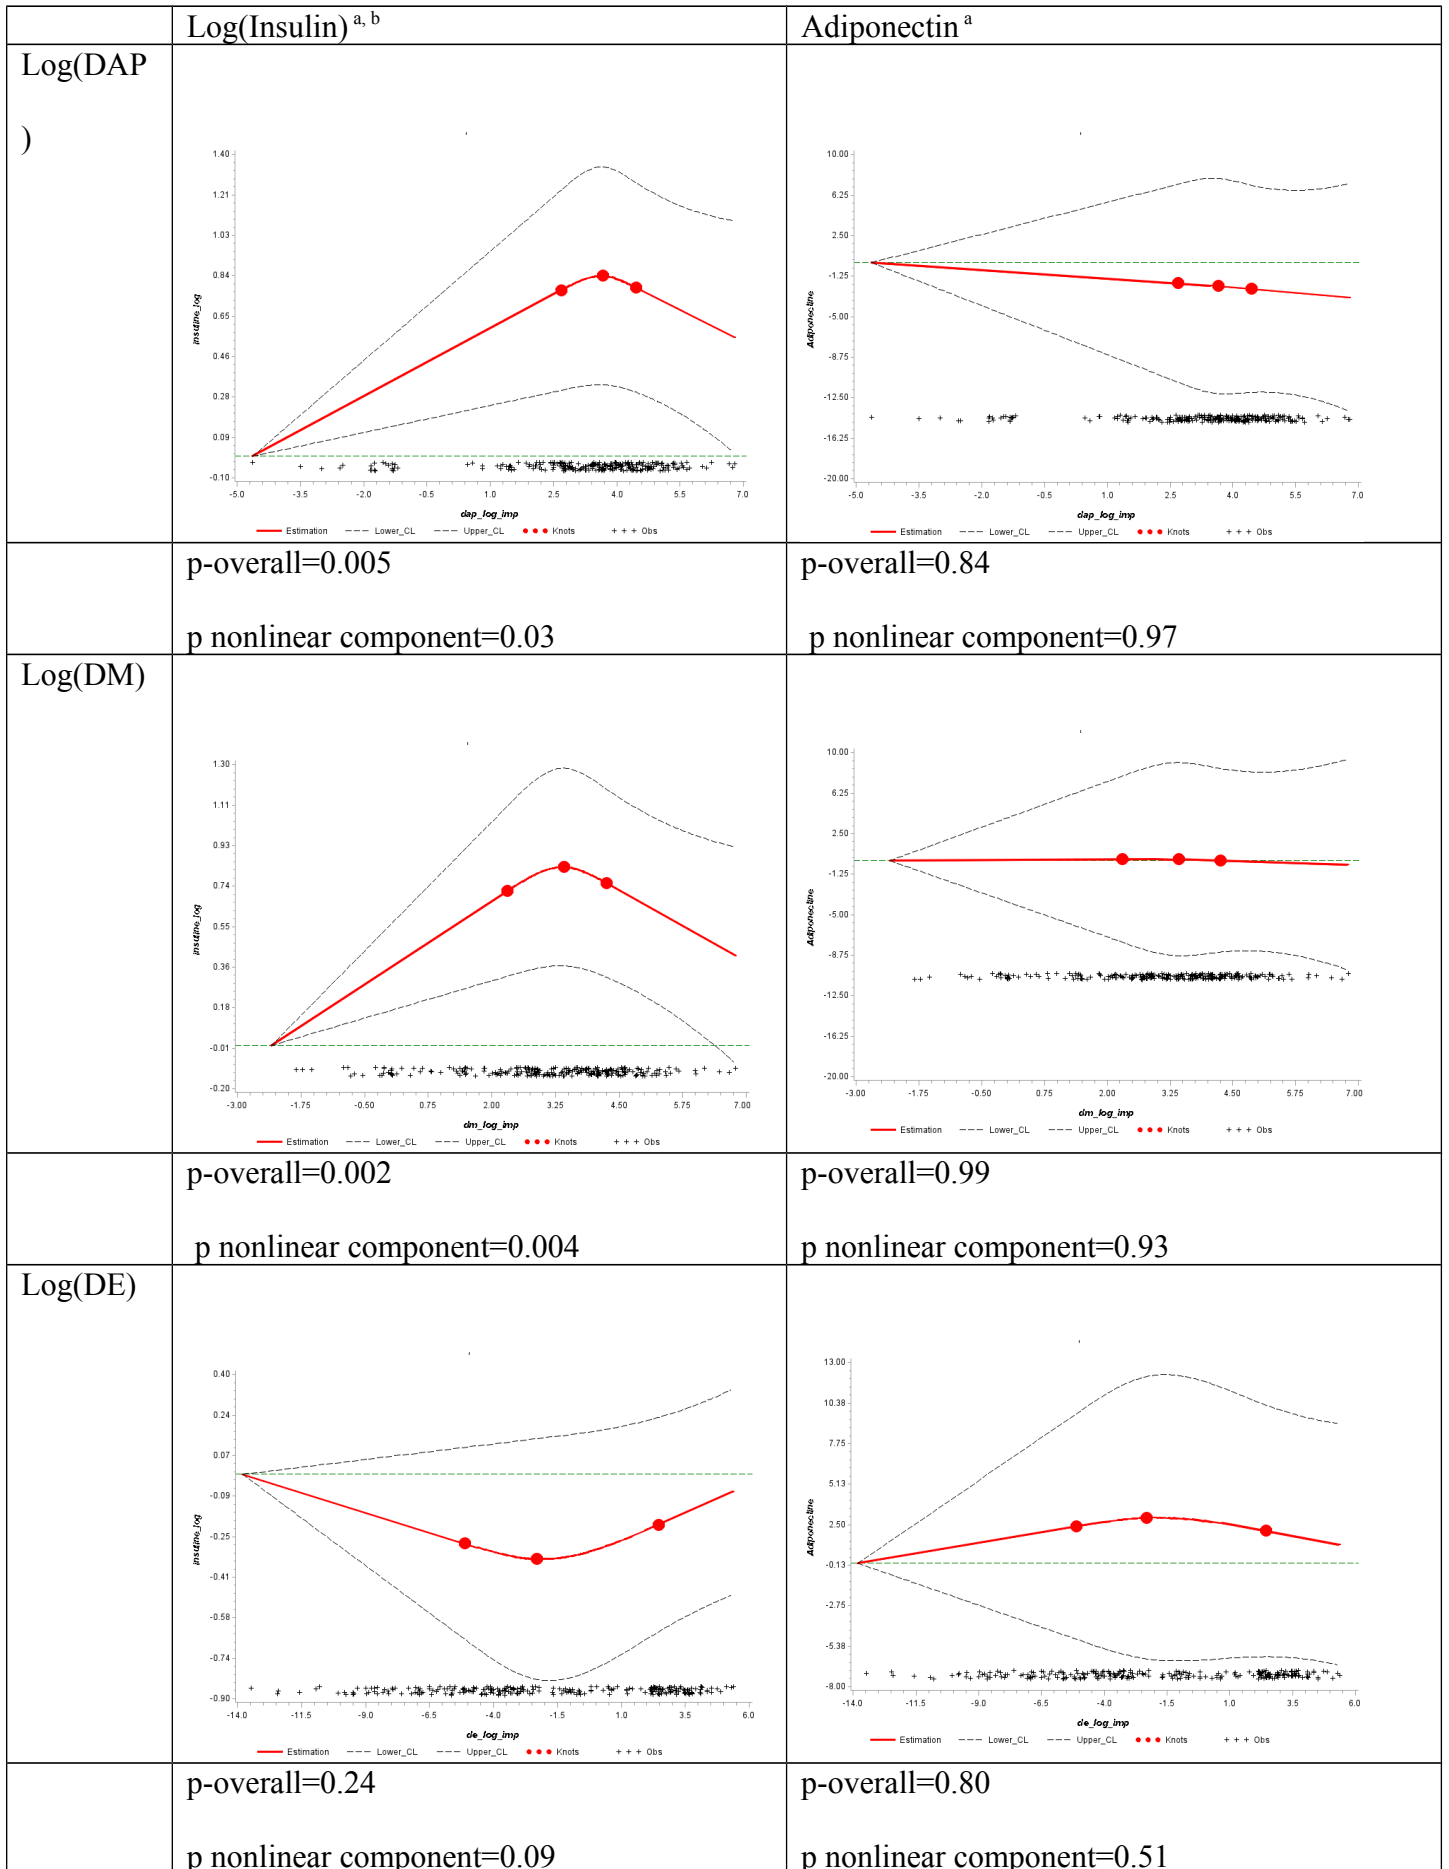 Log(Insulin) a, b
Adiponectin a
Log(DAP
)
1.40
1.21
1.03
0.84
0.65
0.46
0.28
0.09
-0.10
insuline_log
-5.0 -3.5 -2.0 -0.5 1.0 2.5 4.0 5.5 7.0
dap_log_imp
Estimation Lower_CL Upper_CL Knots + + + Obs
10.00
6.25
2.50
-1.25
-5.00
-8.75
-12.50
-16.25
-20.00
Adiponectine
-5.0 -3.5 -2.0 -0.5 1.0 2.5 4.0 5.5 7.0
dap_log_imp
Estimation Lower_CL Upper_CL Knots + + + Obs
p-overall=0.005
p nonlinear component=0.03
p-overall=0.84
p nonlinear component=0.97
Log(DM)
1.30
1.11
0.93
0.74
0.55
0.36
0.18
-0.01
-0.20
insuline_log
-3.00 -1.75 -0.50 0.75 2.00 3.25 4.50 5.75 7.00
dm_log_imp
Estimation Lower_CL Upper_CL Knots + + + Obs
10.00
6.25
2.50
-1.25
-5.00
-8.75
-12.50
-16.25
-20.00
Adiponectine
-3.00 -1.75 -0.50 0.75 2.00 3.25 4.50 5.75 7.00
dm_log_imp
Estimation Lower_CL Upper_CL Knots + + + Obs
p-overall=0.002
p nonlinear component=0.004
p-overall=0.99
p nonlinear component=0.93
Log(DE)
0.40
0.24
0.07
-0.09
-0.25
-0.41
-0.58
-0.74
-0.90
insuline_log
-14.0 -11.5 -9.0 -6.5 -4.0 -1.5 1.0 3.5 6.0
de_log_imp
Estimation Lower_CL Upper_CL Knots + + + Obs
13.00
10.38
7.75
5.13
2.50
-0.13
-2.75
-5.38
-8.00
Adiponectine
-14.0 -11.5 -9.0 -6.5 -4.0 -1.5 1.0 3.5 6.0
de_log_imp
Estimation Lower_CL Upper_CL Knots + + + Obs
p-overall=0.24
p nonlinear component=0.09
p-overall=0.80
p nonlinear component=0.51